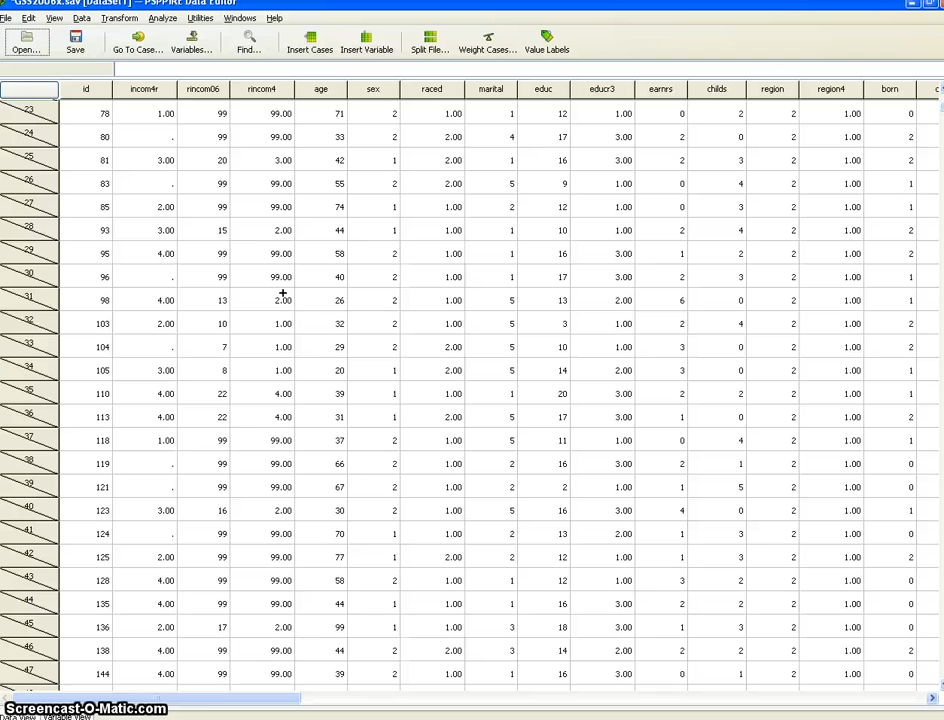 *GSS2006x.sav [DataSet1] — PSPPIRE Data Editor
File Edit View Data Transform Analyze Utilities Windows Help
Open... Save Go To Case... Variables... Find... Insert Cases Insert Variable Split File... Weight Cases... Value Labels
id incom4r rincom06 rincom4 age sex raced marital educ educr3 earnrs childs region region4 born
23 78 1.00 99 99.00 71 2 1.00 1 12 1.00 0 2 2 1.00 0
24 80 . 99 99.00 33 2 2.00 4 17 3.00 2 0 2 1.00 2
25 81 3.00 20 3.00 42 1 2.00 1 16 3.00 2 3 2 1.00 2
26 83 . 99 99.00 55 2 2.00 5 9 1.00 0 4 2 1.00 1
27 85 2.00 99 99.00 74 1 1.00 2 12 1.00 0 3 2 1.00 1
28 93 3.00 15 2.00 44 1 1.00 1 10 1.00 2 4 2 1.00 2
29 95 4.00 99 99.00 58 2 1.00 1 16 3.00 1 2 2 1.00 2
30 96 . 99 99.00 40 2 1.00 1 17 3.00 2 3 2 1.00 1
31 98 4.00 13 2.00 26 2 1.00 5 13 2.00 6 0 2 1.00 1
32 103 2.00 10 1.00 32 2 1.00 5 3 1.00 2 4 2 1.00 2
33 104 . 7 1.00 29 2 2.00 5 10 1.00 3 0 2 1.00 1
34 105 3.00 8 1.00 20 1 2.00 5 14 2.00 3 0 2 1.00 1
35 110 4.00 22 4.00 39 1 1.00 1 20 3.00 2 2 2 1.00 1
36 113 4.00 22 4.00 31 1 2.00 5 17 3.00 1 0 2 1.00 2
37 118 1.00 99 99.00 37 2 1.00 5 11 1.00 0 4 2 1.00 1
38 119 . 99 99.00 66 2 1.00 2 16 3.00 2 1 2 1.00 0
39 121 . 99 99.00 67 2 1.00 2 2 1.00 1 5 2 1.00 0
40 123 3.00 16 2.00 30 2 1.00 5 16 3.00 4 0 2 1.00 1
41 124 . 99 99.00 70 1 1.00 2 13 2.00 1 3 2 1.00 0
42 125 2.00 99 99.00 77 1 2.00 2 12 1.00 1 3 2 1.00 2
43 128 4.00 99 99.00 58 2 1.00 1 12 1.00 3 2 2 1.00 0
44 135 4.00 99 99.00 44 1 1.00 1 16 3.00 2 2 2 1.00 0
45 136 2.00 17 2.00 99 1 1.00 3 18 3.00 1 3 2 1.00 0
46 138 4.00 99 99.00 44 2 2.00 3 14 2.00 2 2 2 1.00 2
47 144 4.00 99 99.00 39 2 1.00 1 16 3.00 0 1 2 1.00 0
Screencast-O-Matic.com
Data View Variable View